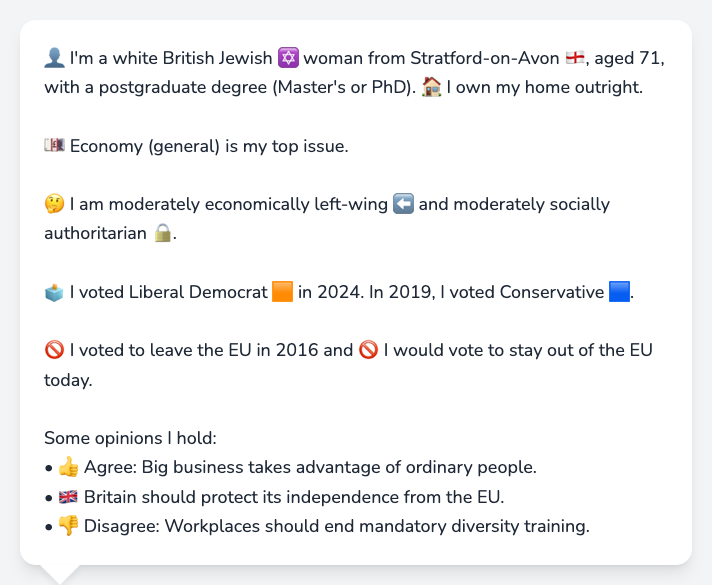 👤 I'm a white British Jewish ✡️ woman from Stratford-on-Avon 🏴󠁧󠁢󠁥󠁮󠁧󠁿, aged 71,
with a postgraduate degree (Master's or PhD). 🏠 I own my home outright.
💷 Economy (general) is my top issue.
🤔 I am moderately economically left-wing ⬅️ and moderately socially
authoritarian 🔒.
🗳️ I voted Liberal Democrat 🟧 in 2024. In 2019, I voted Conservative 🟦.
🚫 I voted to leave the EU in 2016 and 🚫 I would vote to stay out of the EU
today.
Some opinions I hold:
• 👍 Agree: Big business takes advantage of ordinary people.
• 🇬🇧 Britain should protect its independence from the EU.
• 👎 Disagree: Workplaces should end mandatory diversity training.